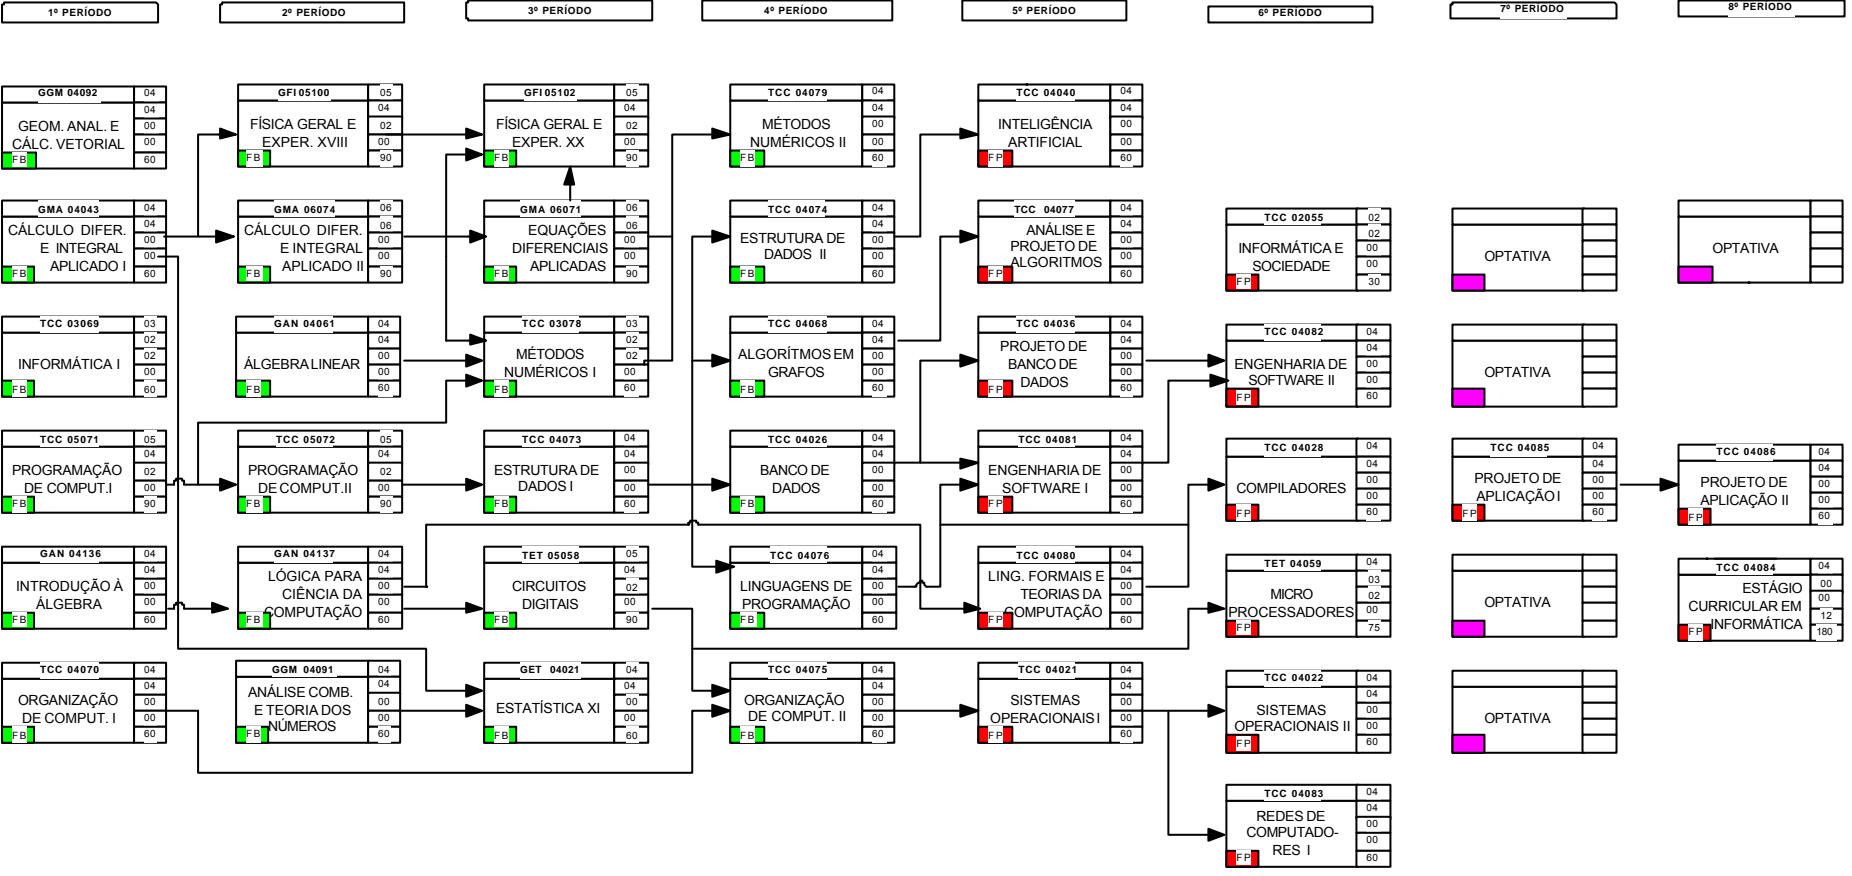 1º PERÍODO
2º PERÍODO
3º PERÍODO
4º PERÍODO
5º PERÍODO
6º PERÍODO
7º PERÍODO
8º PERÍODO
GGM 04092
04
04
GEOM. ANAL. E
00
CÁLC. VETORIAL
00
FB
60
GFI05100
05
04
FÍSICA GERAL E
02
EXPER. XVIII
00
FB
90
GFI05102
05
04
FÍSICA GERAL E
02
EXPER. XX
00
FB
90
TCC 04079
04
04
MÉTODOS
00
NUMÉRICOS II
00
FB
60
TCC 04040
04
04
INTELIGÊNCIA
00
ARTIFICIAL
00
FP
60
GMA 04043
04
CÁLCULO DIFER.
04
E INTEGRAL
00
APLICADO I
00
FB
60
GMA 06074
06
CÁLCULO DIFER.
06
E INTEGRAL
00
APLICADO II
00
FB
90
GMA 06071
06
EQUAÇÕES
06
DIFERENCIAIS
00
APLICADAS
00
FB
90
TCC 04074
04
04
ESTRUTURA DE
00
DADOS II
00
FB
60
TCC 04077
04
ANÁLISE E
04
PROJETO DE
00
ALGORITMOS
00
FP
60
TCC 02055
02
02
INFORMÁTICA E
00
SOCIEDADE
00
FP
30
OPTATIVA
OPTATIVA
TCC 03069
03
02
02
INFORMÁTICA I
00
FB
60
GAN 04061
04
04
00
ÁLGEBRA LINEAR
00
FB
60
TCC 03078
03
02
MÉTODOS
02
NUMÉRICOS I
00
FB
60
TCC 04068
04
04
ALGORÍTMOS EM
00
GRAFOS
00
FB
60
TCC 04036
04
PROJETO DE
04
BANCO DE
00
DADOS
00
FP
60
TCC 04082
04
04
ENGENHARIA DE
00
SOFTWARE II
00
FP
60
OPTATIVA
TCC 05071
05
04
PROGRAMAÇÃO
02
DE COMPUT.I
00
FB
90
TCC 05072
05
04
PROGRAMAÇÃO
02
DE COMPUT.II
00
FB
90
TCC 04073
04
04
ESTRUTURA DE
00
DADOS I
00
FB
60
TCC 04026
04
04
BANCO DE
00
DADOS
00
FB
60
TCC 04081
04
04
ENGENHARIA DE
00
SOFTWARE I
00
FP
60
TCC 04028
04
04
00
COMPILADORES
00
FP
60
TCC 04085
04
04
PROJETO DE
00
APLICAÇÃO I
00
FP
60
TCC 04086
04
04
PROJETO DE
00
APLICAÇÃO II
00
FP
60
GAN 04136
04
04
INTRODUÇÃO À
00
ÁLGEBRA
00
FB
60
GAN 04137
04
LÓGICA PARA
04
CIÊNCIA DA
00
COMPUTAÇÃO
00
FB
60
TET 05058
05
04
CIRCUITOS
02
DIGITAIS
00
FB
90
TCC 04076
04
04
LINGUAGENS DE
00
PROGRAMAÇÃO
00
FB
60
TCC 04080
04
LING. FORMAIS E
04
TEORIAS DA
00
COMPUTAÇÃO
00
FP
60
TET 04059
04
03
MICRO
02
PROCESSADORES
00
FP
75
OPTATIVA
TCC 04084
04
ESTÁGIO
00
CURRICULAR EM
00
INFORMÁTICA
12
FP
180
TCC 04070
04
04
ORGANIZAÇÃO
00
DE COMPUT. I
00
FB
60
GGM 04091
04
ANÁLISE COMB.
04
E TEORIA DOS
00
NÚMEROS
00
FB
60
GET 04021
04
04
00
ESTATÍSTICA XI
00
FB
60
TCC 04075
04
04
ORGANIZAÇÃO
00
DE COMPUT. II
00
FB
60
TCC 04021
04
04
SISTEMAS
00
OPERACIONAIS I
00
FP
60
TCC 04022
04
04
SISTEMAS
00
OPERACIONAIS II
00
FP
60
OPTATIVA
TCC 04083
04
04
REDES DE
00
COMPUTADO-
00
RES I
FP
60